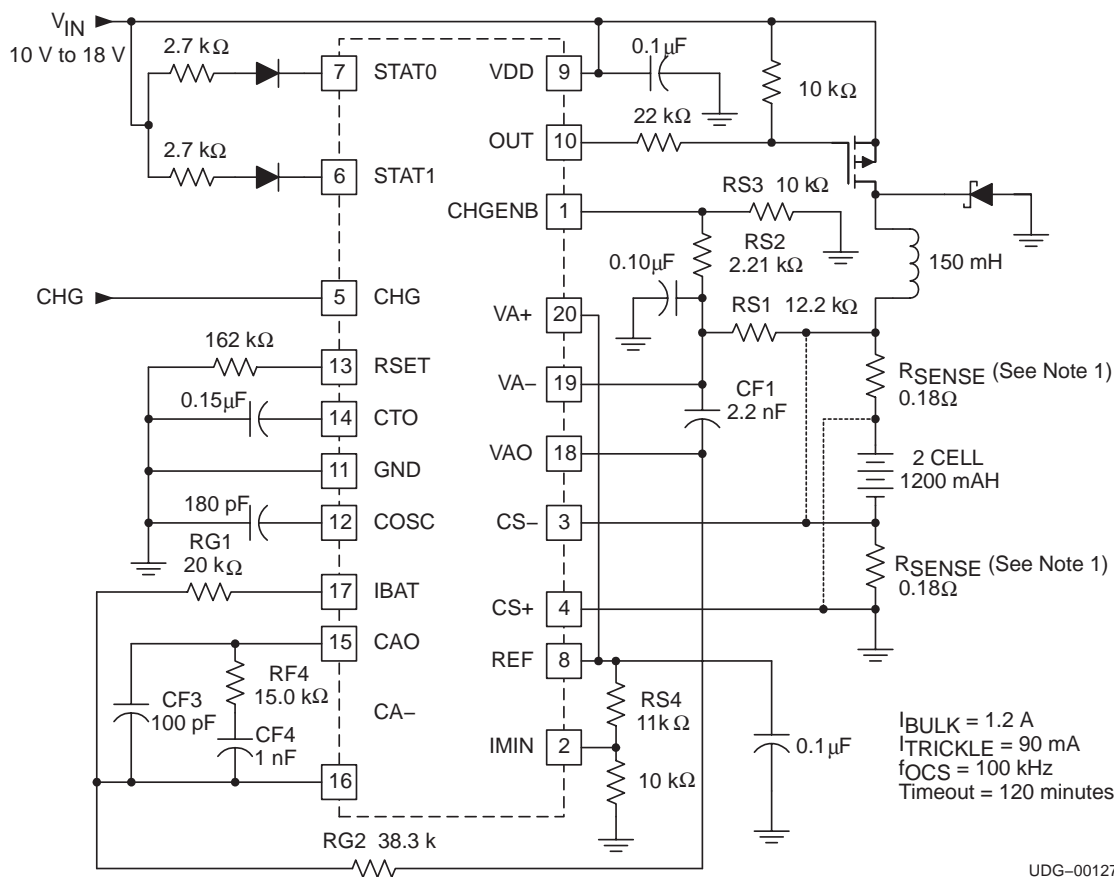 VIN
10 V to 18 V
2.7 kΩ
7
STAT0
VDD
9
0.1 µF
10 kΩ
22 kΩ
OUT
10
2.7 kΩ
6
STAT1
CHGENB
1
RS3 10 kΩ
RS2
2.21 kΩ
0.10µF
150 mH
CHG
5
CHG
VA+
20
RS1 12.2 kΩ
162 kΩ
13
RSET
RSENSE (See Note 1)
0.18Ω
VA–
19
CF1
2.2 nF
0.15µF
14
CTO
VAO
18
2 CELL
1200 mAH
11
GND
180 pF
12
COSC
CS–
3
RG1
20 kΩ
RSENSE (See Note 1)
0.18Ω
17
IBAT
CS+
4
15
CAO
REF
8
RF4
15.0 kΩ
RS4
11k Ω
CF3
100 pF
CA–
CF4
1 nF
IMIN
2
0.1µF
10 kΩ
16
IBULK = 1.2 A
ITRICKLE = 90 mA
fOCS = 100 kHz
Timeout = 120 minutes
RG2 38.3 k
UDG–00127